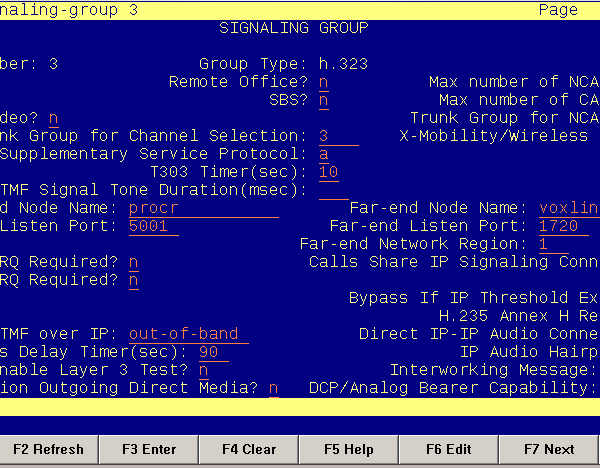 naling-group 3 Page
SIGNALING GROUP
ber: 3 Group Type: h.323
Remote Office? n Max number of NCA
SBS? n Max number of CA
deo? n Trunk Group for NCA
nk Group for Channel Selection: 3 X-Mobility/Wireless
Supplementary Service Protocol: a
T303 Timer(sec): 10
TMF Signal Tone Duration(msec):
d Node Name: procr Far-end Node Name: voxlin
Listen Port: 5001 Far-end Listen Port: 1720
Far-end Network Region: 1
RQ Required? n Calls Share IP Signaling Conn
RQ Required? n
Bypass If IP Threshold Ex
H.235 Annex H Re
TMF over IP: out-of-band Direct IP-IP Audio Conne
s Delay Timer(sec): 90 IP Audio Hairp
nable Layer 3 Test? n Interworking Message:
ion Outgoing Direct Media? n DCP/Analog Bearer Capability:
F2 Refresh F3 Enter F4 Clear F5 Help F6 Edit F7 Next